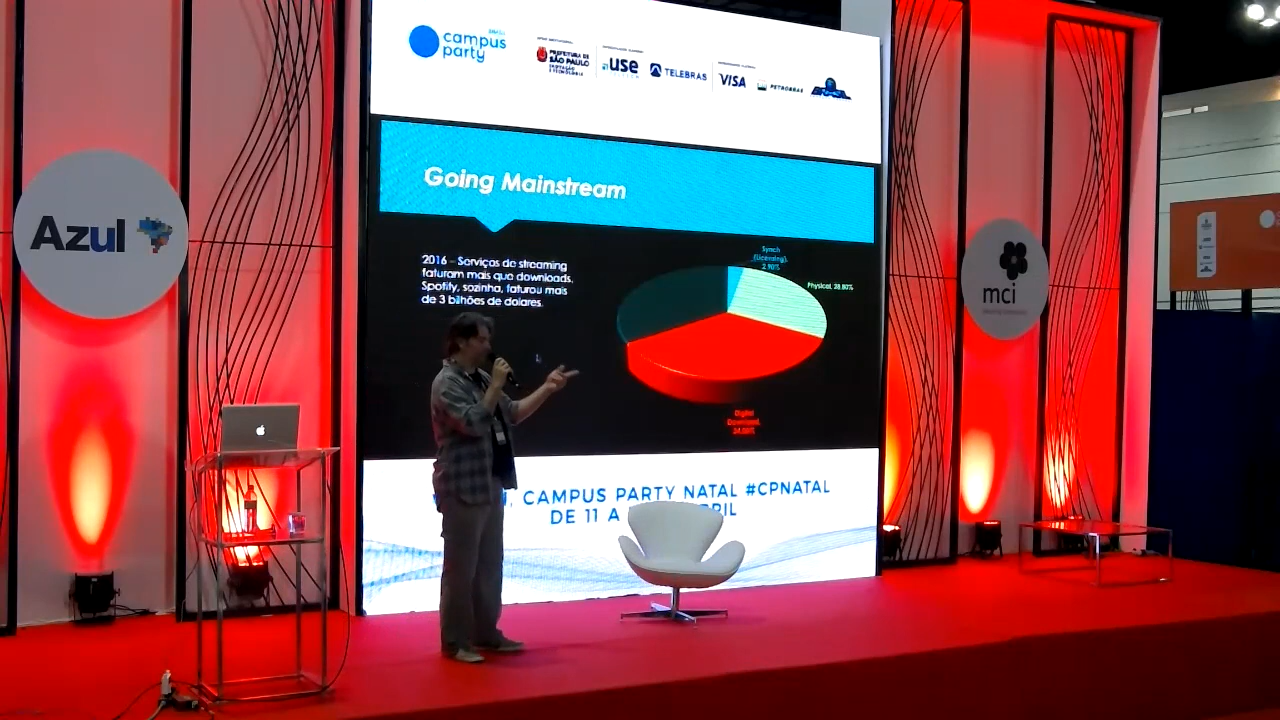 BRASIL
campus
party
PREFEITURA DE
SÃO PAULO
INOVAÇÃO
E TECNOLOGIA
use
TELEBRAS
VISA
PETROBRAS
Going Mainstream
2016 – Serviços de streaming
faturam mais que downloads.
Spotify, sozinha, faturou mais
de 3 bilhões de dolares.
Synch
(Licensing),
2.90%
Physical, 28.80%
Digital
Download,
CAMPUS PARTY NATAL #CPNATAL
DE 11 A
Azul
mci